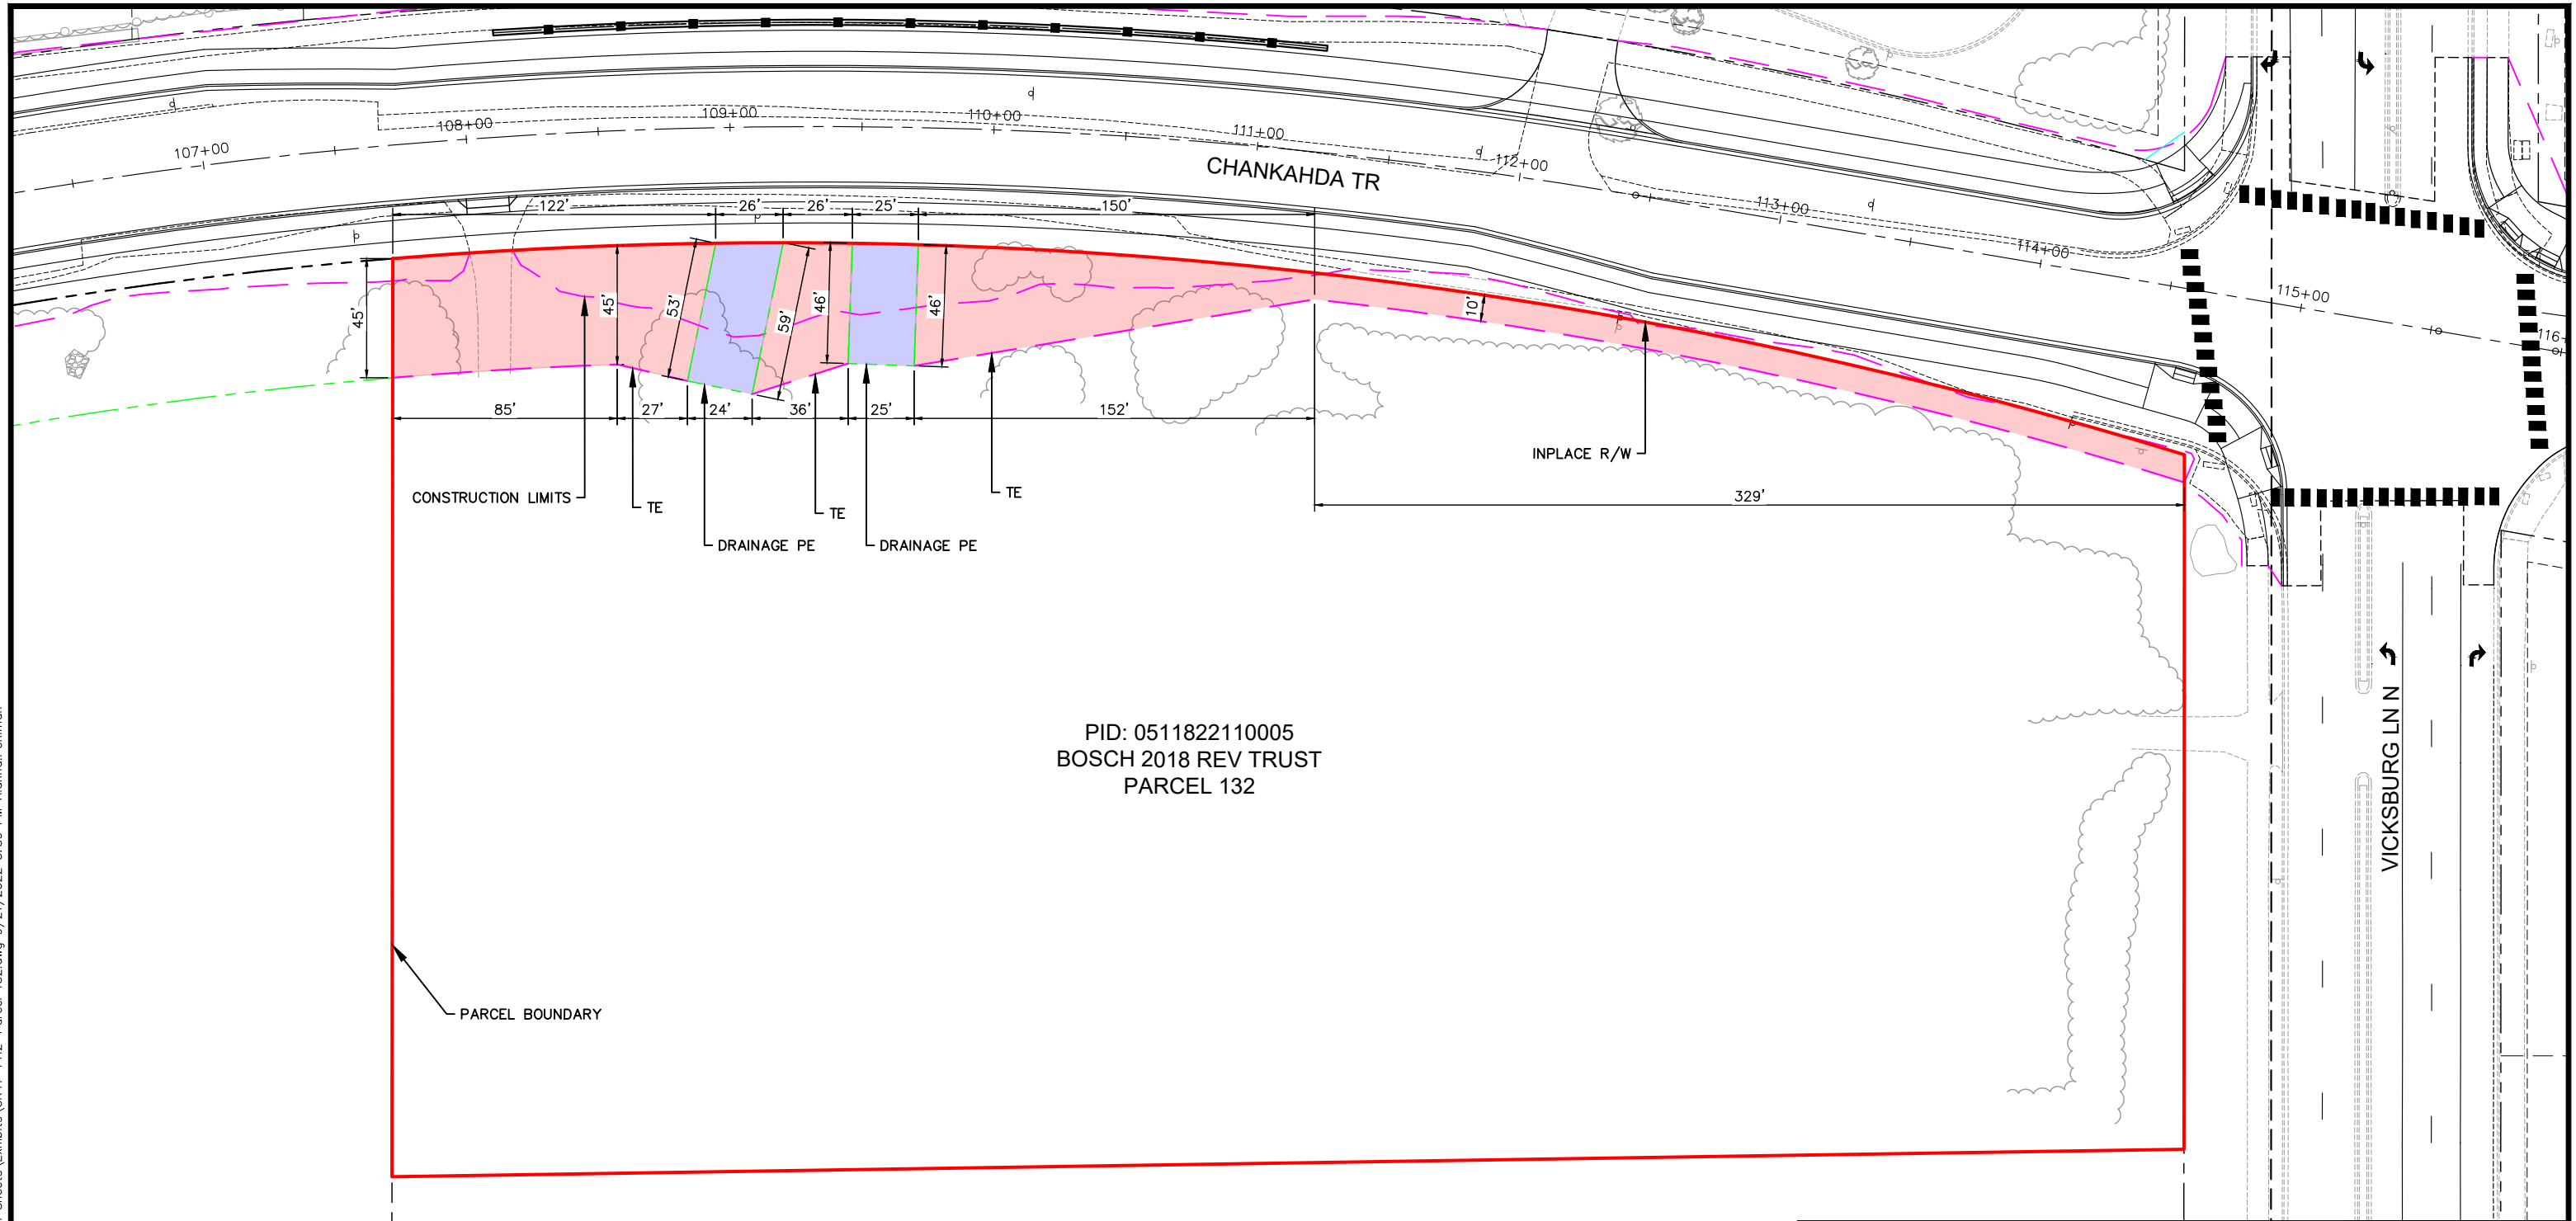 107+00
108+00
109+00
110+00
111+00
112+00
113+00
114+00
115+00
CHANKAHDA TR
122'
26'
26'
25'
150'
45'
45'
53'
59'
46'
46'
10'
85'
27'
24'
36'
25'
152'
329'
CONSTRUCTION LIMITS
TE
DRAINAGE PE
TE
DRAINAGE PE
TE
INPLACE R/W
PID: 0511822110005
BOSCH 2018 REV TRUST
PARCEL 132
PARCEL BOUNDARY
VICKSBURG LN N